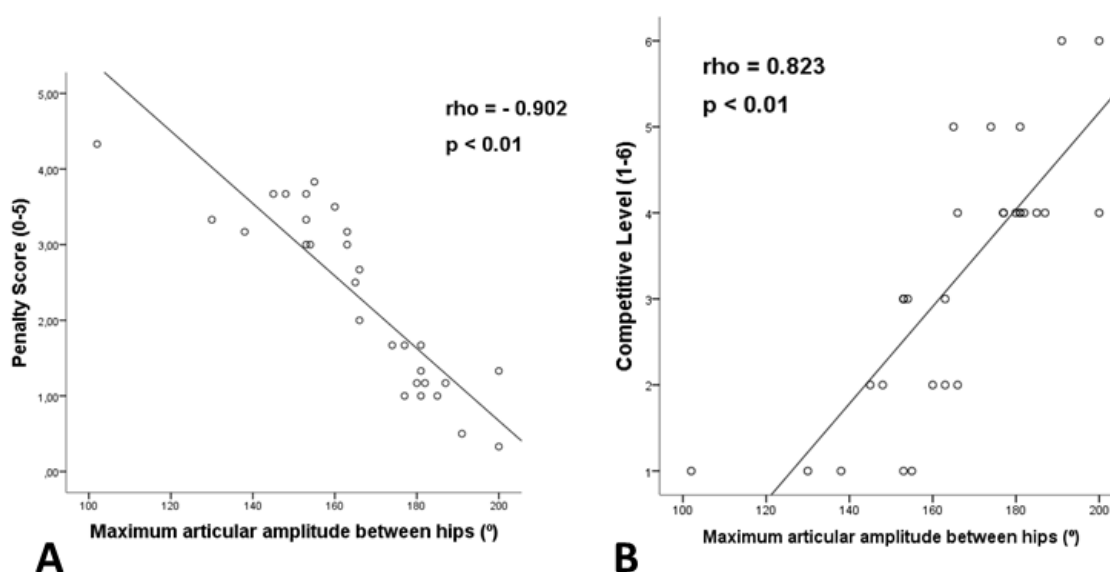 rho = - 0.902
p < 0.01
Penalty Score (0-5)
5,00
4,00
3,00
2,00
1,00
,00
100 120 140 160 180 200
Maximum articular amplitude between hips (º)
A
rho = 0.823
p < 0.01
Competitive Level (1-6)
6
5
4
3
2
1
100 120 140 160 180 200
Maximum articular amplitude between hips (º)
B